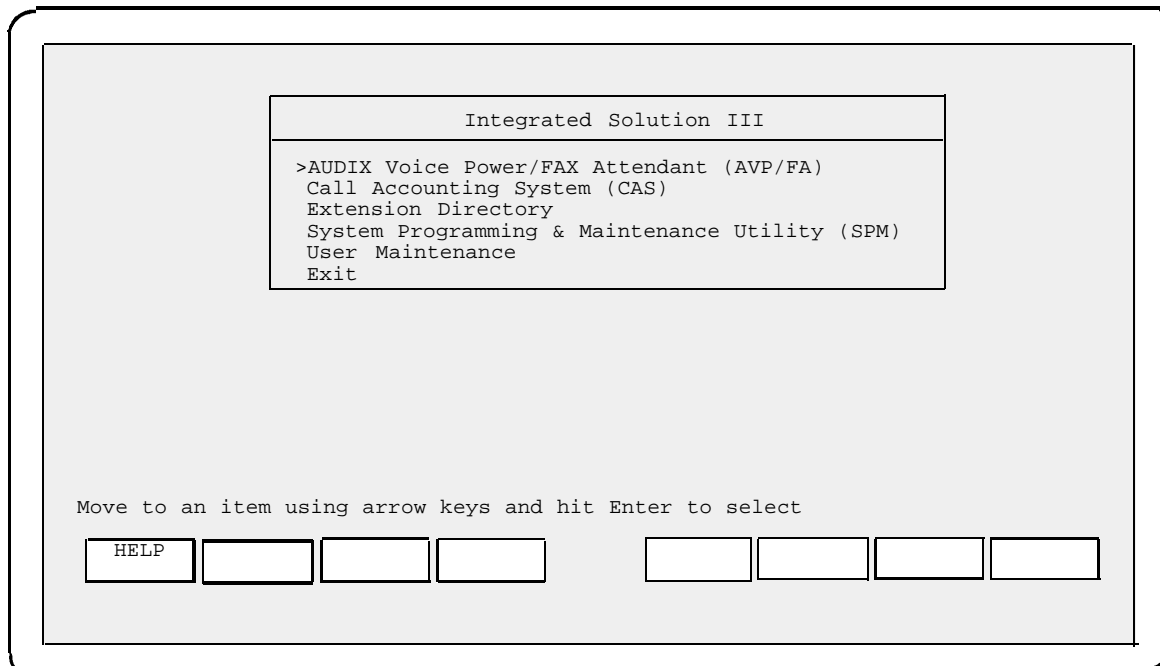 Integrated Solution III
>AUDIX Voice Power/FAX Attendant (AVP/FA)
Call Accounting System (CAS)
Extension Directory
System Programming & Maintenance Utility (SPM)
User Maintenance
Exit
Move to an item using arrow keys and hit Enter to select
HELP